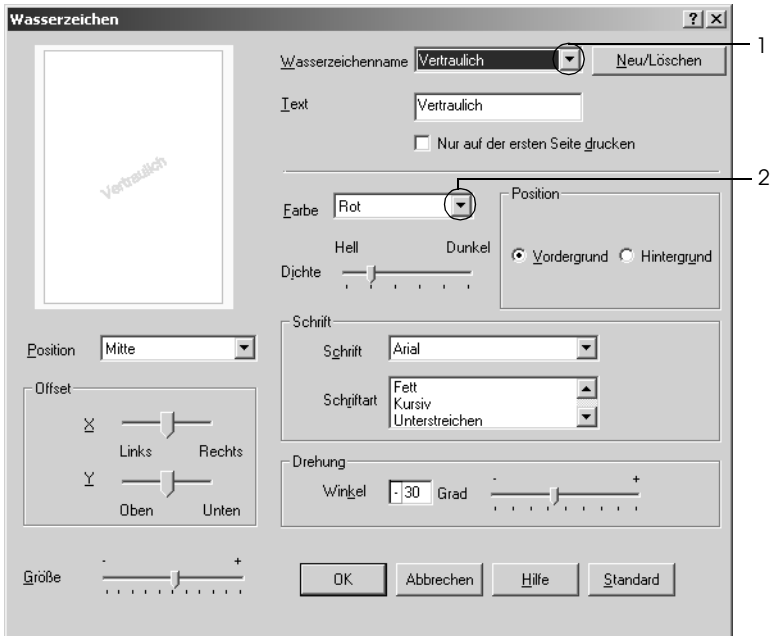 Wasserzeichen
1
Wasserzeichenname Vertraulich Neu/Löschen
Text Vertraulich
Nur auf der ersten Seite drucken
Vertraulich
2
Farbe Rot
Position
Hell Dunkel
Vordergrund Hintergrund
Dichte
Schrift
Position Mitte
Schrift Arial
Offset
Schriftart Fett
Kursiv
Unterstreichen
X
Links Rechts
Y
Oben Unten
Drehung
Winkel -30 Grad - +
Größe - +
OK Abbrechen Hilfe Standard